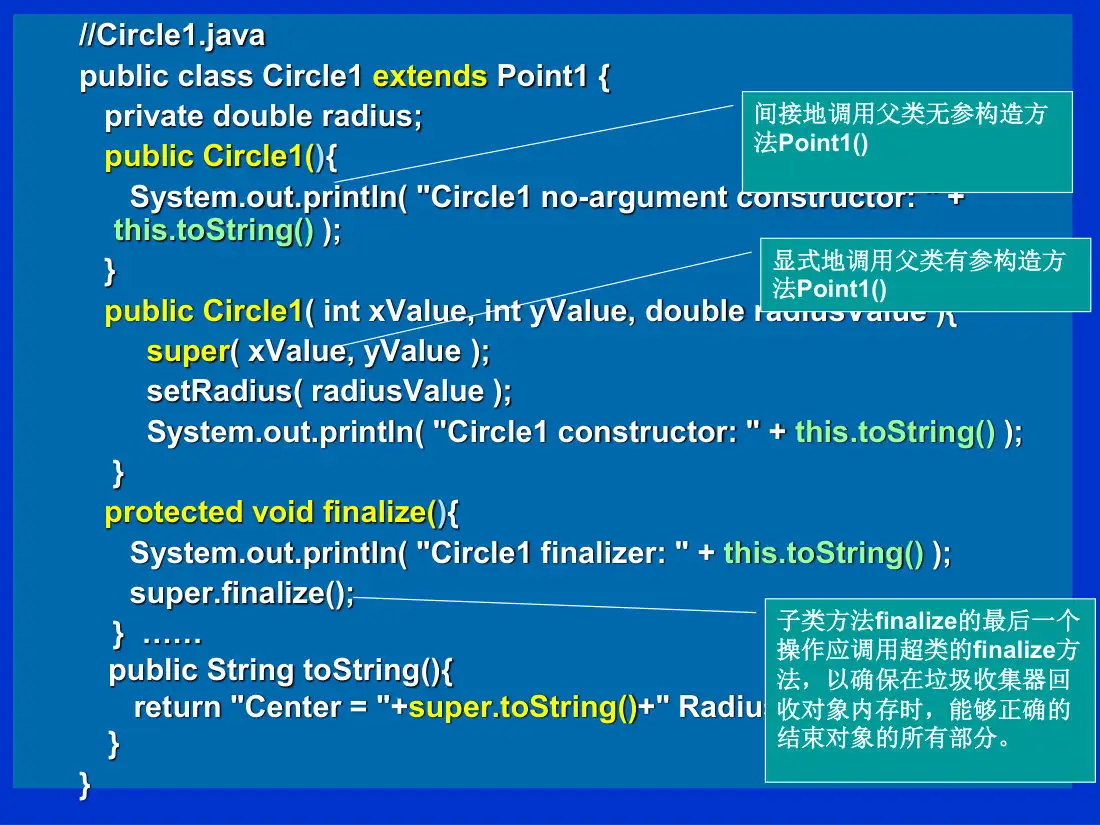 //Circle1.java
public class Circle1 extends Point1 {
private double radius;
public Circle1(){
System.out.println( "Circle1 no-argument constructor: " +
this.toString() );
}
public Circle1( int xValue, int yValue, double radiusValue ){
super( xValue, yValue );
setRadius( radiusValue );
System.out.println( "Circle1 constructor: " + this.toString() );
}
protected void finalize(){
System.out.println( "Circle1 finalizer: " + this.toString() );
super.finalize();
} ……
public String toString(){
return "Center = "+super.toString()+" Radiu
}
}
间接地调用父类无参构造方
法Point1()
显式地调用父类有参构造方
法Point1()
子类方法finalize的最后一个
操作应调用超类的finalize方
法，以确保在垃圾收集器回
收对象内存时，能够正确的
结束对象的所有部分。